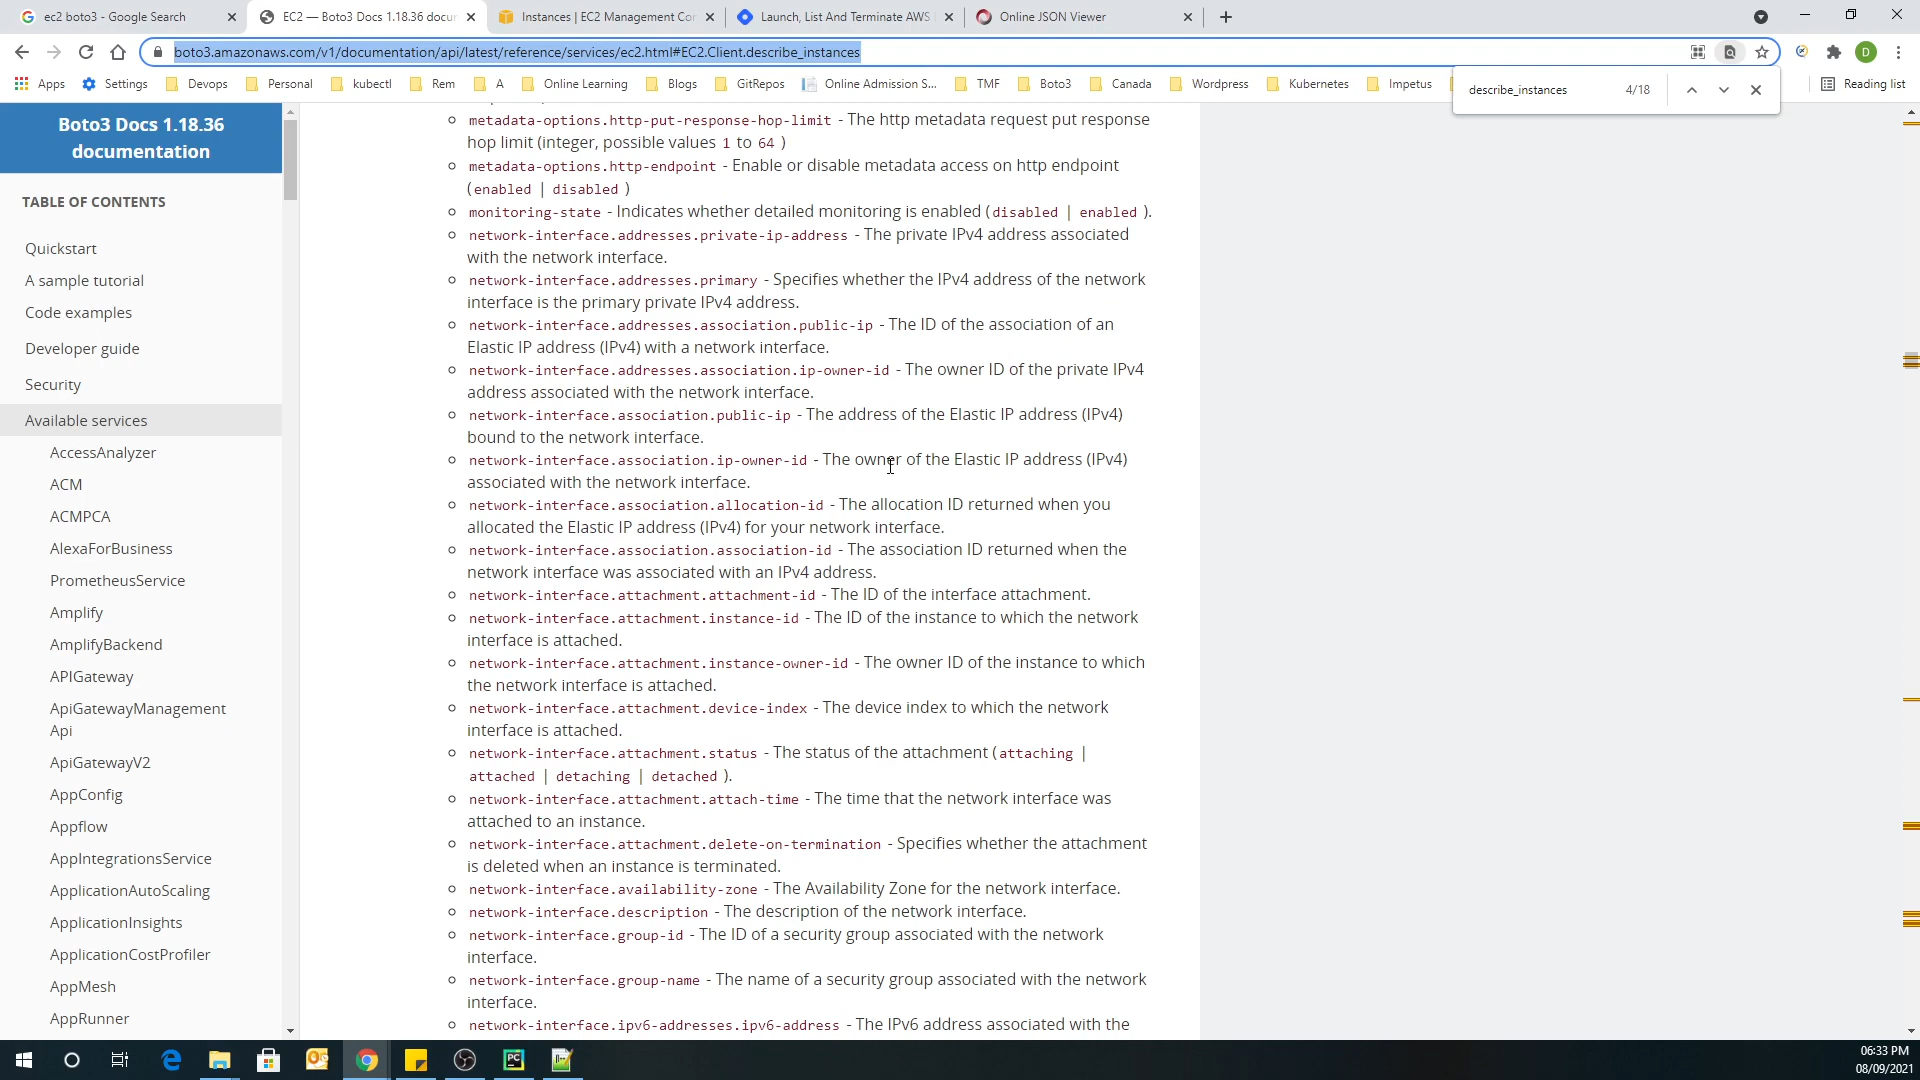 ec2 boto3 - Google Search
EC2 — Boto3 Docs 1.18.36 docu
Instances | EC2 Management Co
Launch, List And Terminate AWS
Online JSON Viewer
boto3.amazonaws.com/v1/documentation/api/latest/reference/services/ec2.html#EC2.Client.describe_instances
D
Apps
Settings
Devops
Personal
kubectl
Rem
A
Online Learning
Blogs
GitRepos
Online Admission S...
TMF
Boto3
Canada
Wordpress
Kubernetes
Impetus
Reading list
describe_instances 4/18
Boto3 Docs 1.18.36
documentation
TABLE OF CONTENTS
Quickstart
A sample tutorial
Code examples
Developer guide
Security
Available services
AccessAnalyzer
ACM
ACMPCA
AlexaForBusiness
PrometheusService
Amplify
AmplifyBackend
APIGateway
ApiGatewayManagement
Api
ApiGatewayV2
AppConfig
Appflow
AppIntegrationsService
ApplicationAutoScaling
ApplicationInsights
ApplicationCostProfiler
AppMesh
AppRunner
metadata-options.http-put-response-hop-limit - The http metadata request put response
hop limit (integer, possible values 1 to 64 )
metadata-options.http-endpoint - Enable or disable metadata access on http endpoint
(enabled | disabled )
monitoring-state - Indicates whether detailed monitoring is enabled (disabled | enabled ).
network-interface.addresses.private-ip-address - The private IPv4 address associated
with the network interface.
network-interface.addresses.primary - Specifies whether the IPv4 address of the network
interface is the primary private IPv4 address.
network-interface.addresses.association.public-ip - The ID of the association of an
Elastic IP address (IPv4) with a network interface.
network-interface.addresses.association.ip-owner-id - The owner ID of the private IPv4
address associated with the network interface.
network-interface.association.public-ip - The address of the Elastic IP address (IPv4)
bound to the network interface.
network-interface.association.ip-owner-id - The owner of the Elastic IP address (IPv4)
associated with the network interface.
network-interface.association.allocation-id - The allocation ID returned when you
allocated the Elastic IP address (IPv4) for your network interface.
network-interface.association.association-id - The association ID returned when the
network interface was associated with an IPv4 address.
network-interface.attachment.attachment-id - The ID of the interface attachment.
network-interface.attachment.instance-id - The ID of the instance to which the network
interface is attached.
network-interface.attachment.instance-owner-id - The owner ID of the instance to which
the network interface is attached.
network-interface.attachment.device-index - The device index to which the network
interface is attached.
network-interface.attachment.status - The status of the attachment (attaching |
attached | detaching | detached ).
network-interface.attachment.attach-time - The time that the network interface was
attached to an instance.
network-interface.attachment.delete-on-termination - Specifies whether the attachment
is deleted when an instance is terminated.
network-interface.availability-zone - The Availability Zone for the network interface.
network-interface.description - The description of the network interface.
network-interface.group-id - The ID of a security group associated with the network
interface.
network-interface.group-name - The name of a security group associated with the network
interface.
network-interface.ipv6-addresses.ipv6-address - The IPv6 address associated with the
06:33 PM
08/09/2021